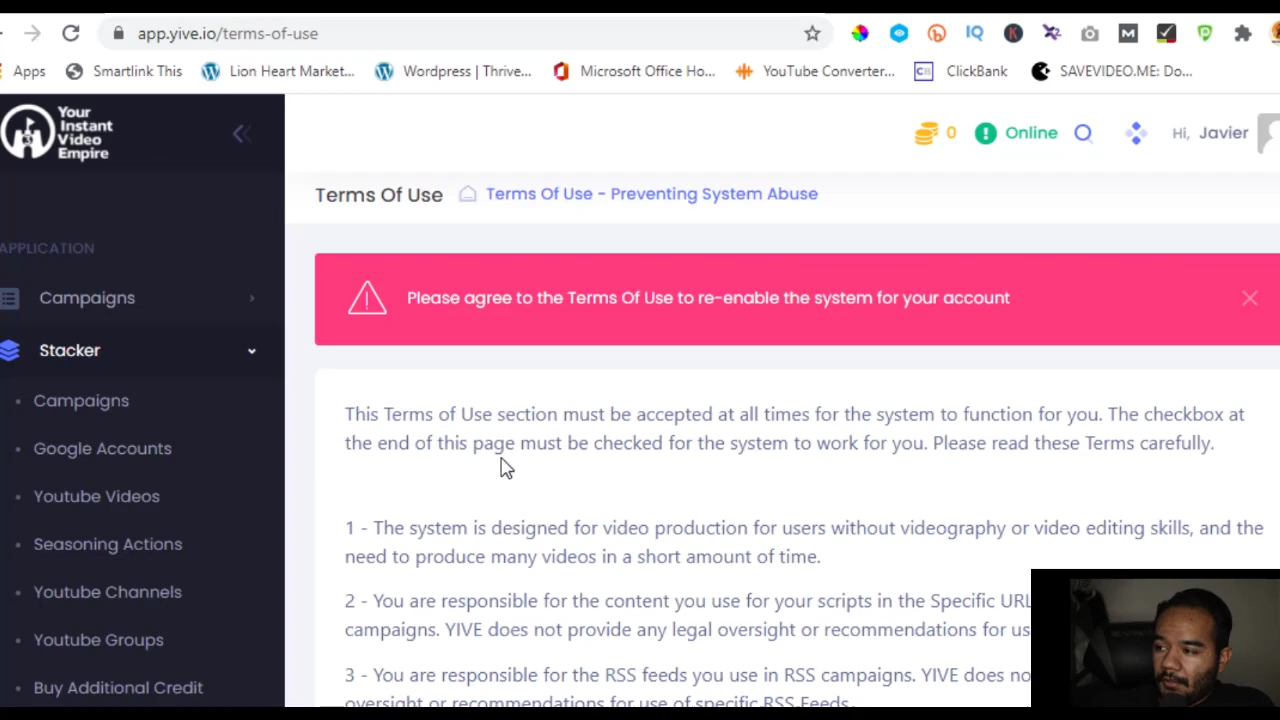 app.yive.io/terms-of-use
Apps
Smartlink This
Lion Heart Market...
Wordpress | Thrive...
Microsoft Office Ho...
YouTube Converter...
ClickBank
SAVEVIDEO.ME: Do...
Your
Instant
Video
Empire
0
Online
Hi, Javier
Terms Of Use
Terms Of Use - Preventing System Abuse
APPLICATION
Campaigns
Stacker
Campaigns
Google Accounts
Youtube Videos
Seasoning Actions
Youtube Channels
Youtube Groups
Buy Additional Credit
Please agree to the Terms Of Use to re-enable the system for your account
This Terms of Use section must be accepted at all times for the system to function for you. The checkbox at
the end of this page must be checked for the system to work for you. Please read these Terms carefully.
1 - The system is designed for video production for users without videography or video editing skills, and the
need to produce many videos in a short amount of time.
2 - You are responsible for the content you use for your scripts in the Specific URL
campaigns. YIVE does not provide any legal oversight or recommendations for us
3 - You are responsible for the RSS feeds you use in RSS campaigns. YIVE does no
oversight or recommendations for use of specific RSS Feeds.